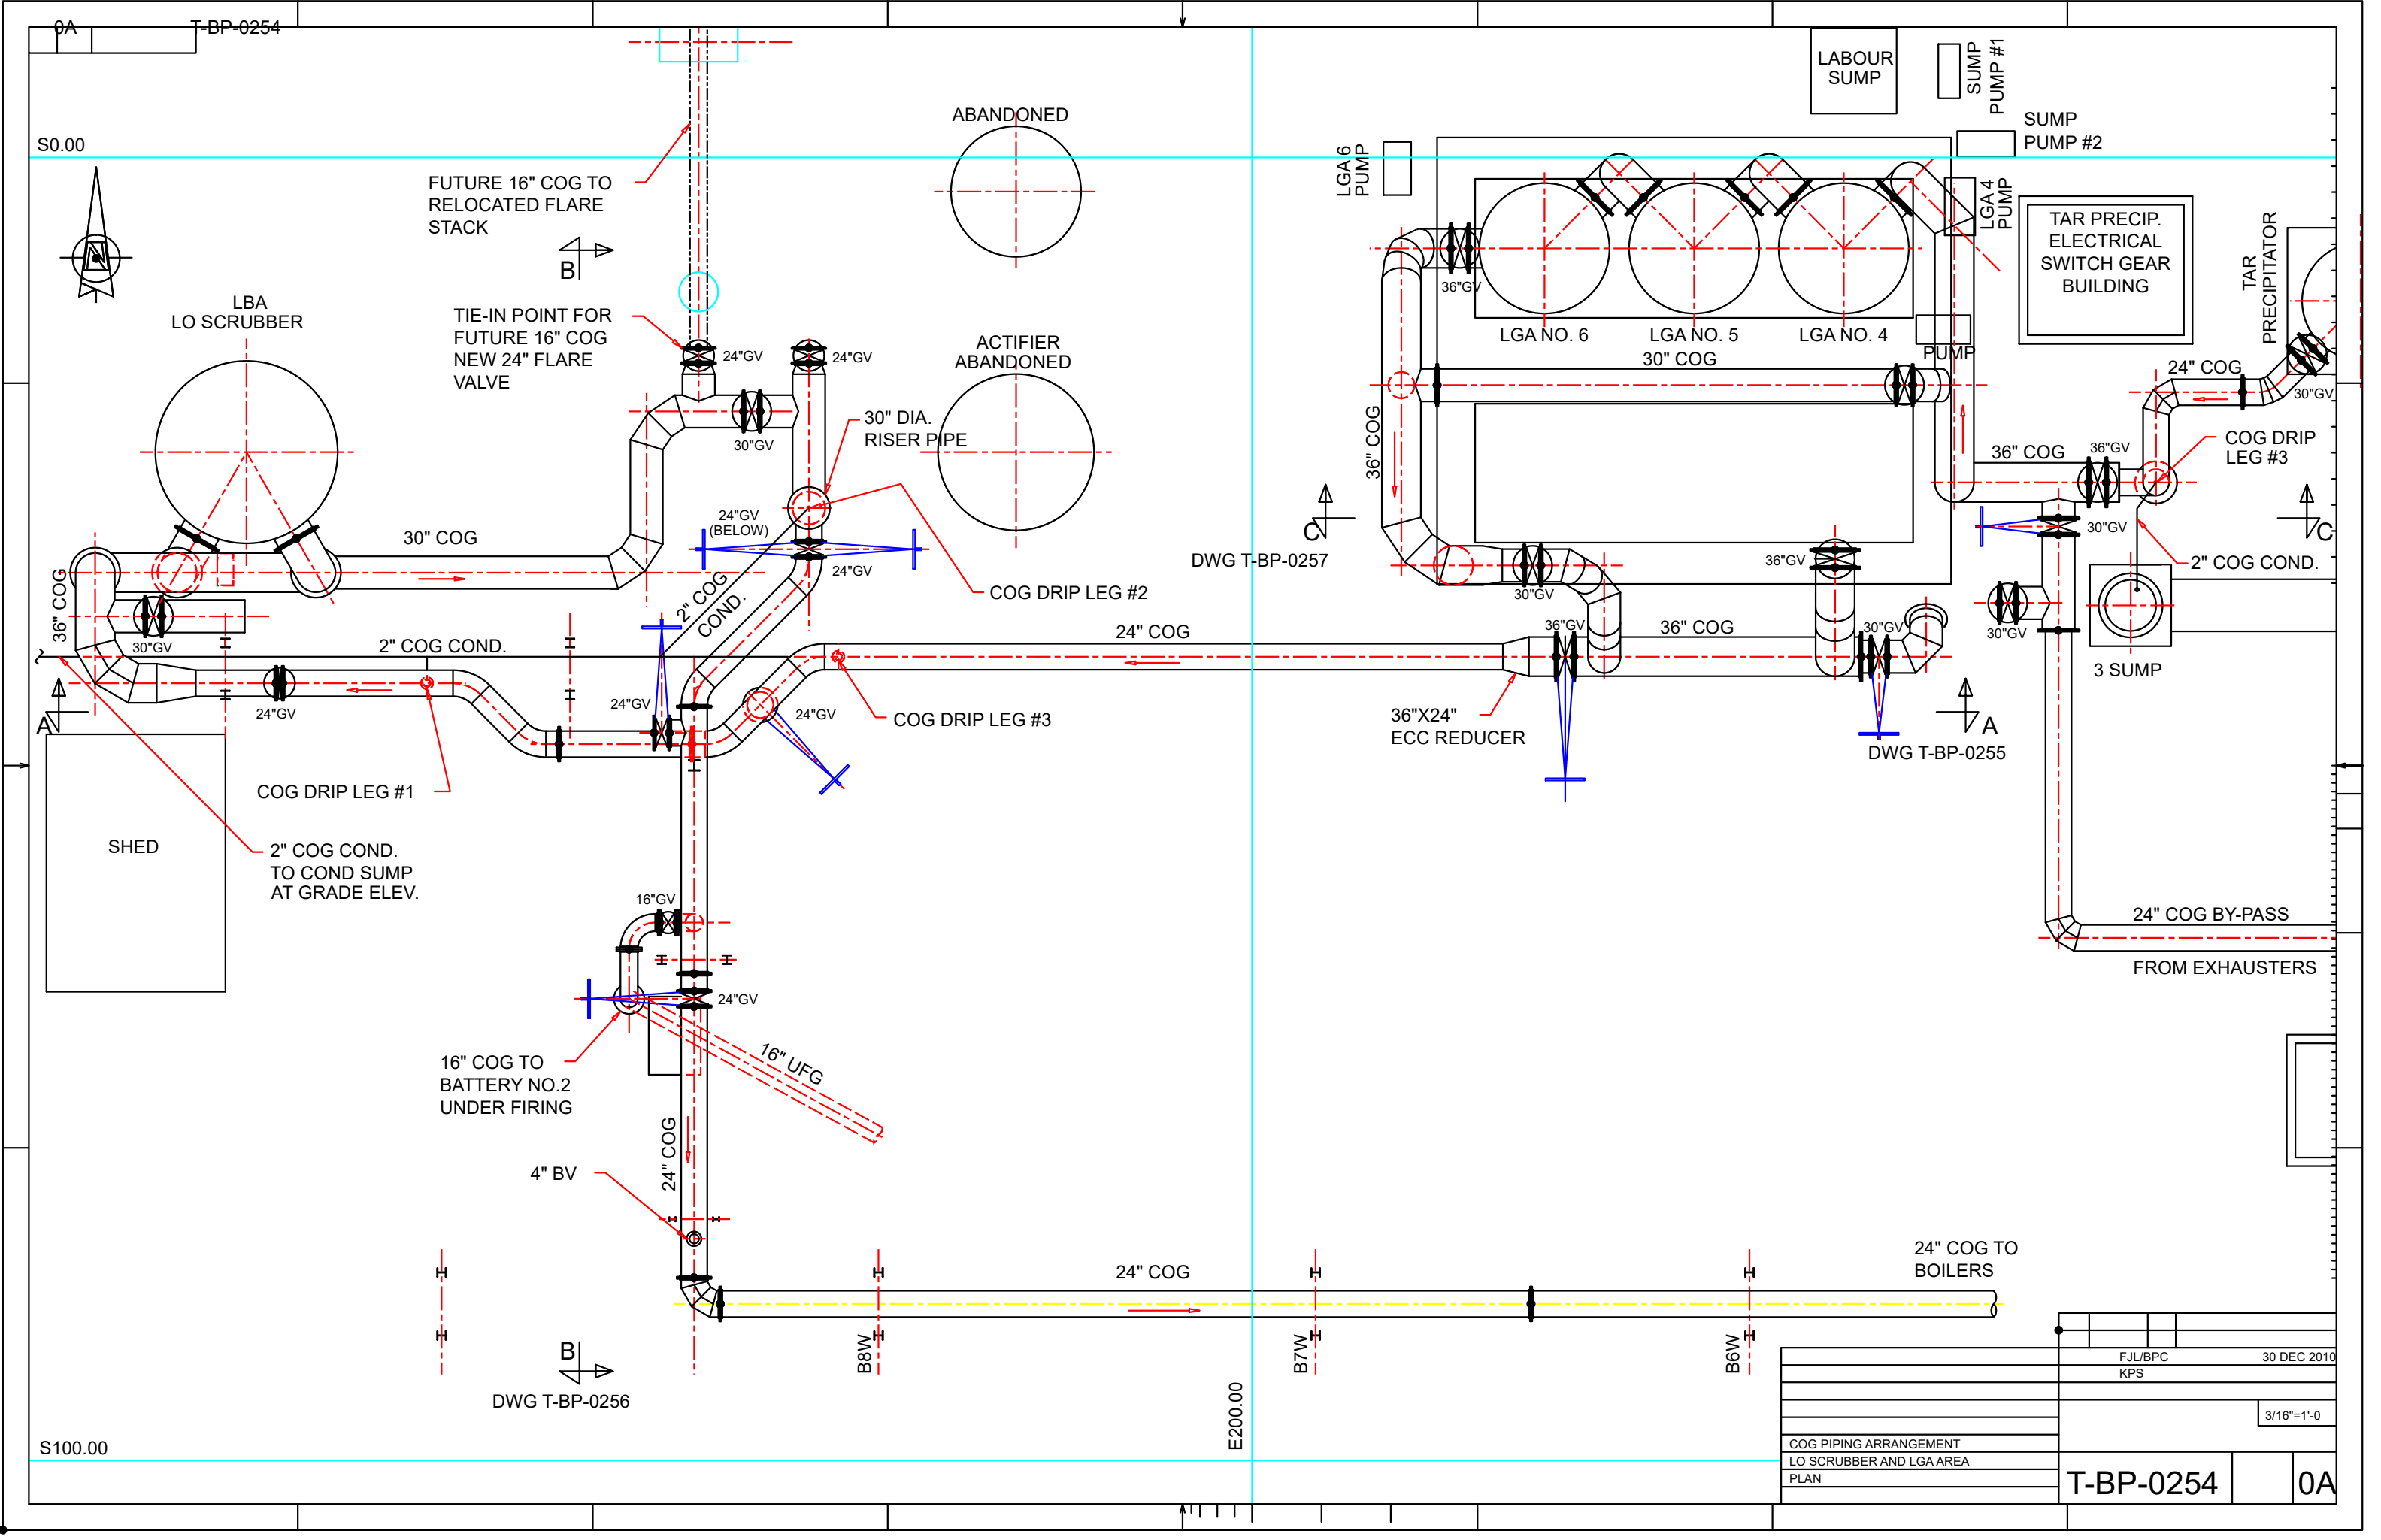 0A
T-BP-0254
LABOUR
SUMP
SUMP
PUMP #1
SUMP
PUMP #2
ABANDONED
S0.00
LGA 6
PUMP
LGA 4
PUMP
FUTURE 16" COG TO
RELOCATED FLARE
STACK
B
N
TAR PRECIP.
ELECTRICAL
SWITCH GEAR
BUILDING
TAR
PRECIPITATOR
36"GV
LBA
LO SCRUBBER
TIE-IN POINT FOR
FUTURE 16" COG
NEW 24" FLARE
VALVE
24"GV
24"GV
ACTIFIER
ABANDONED
LGA NO. 6
LGA NO. 5
LGA NO. 4
PUMP
30" COG
24" COG
30"GV
30" DIA.
RISER PIPE
30"GV
36" COG
36" COG
36"GV
COG DRIP
LEG #3
24"GV
(BELOW)
30" COG
24"GV
C
DWG T-BP-0257
30"GV
C
2" COG COND.
36"GV
30"GV
36" COG
2" COG
COND.
COG DRIP LEG #2
30"GV
2" COG COND.
24" COG
36"GV
36" COG
30"GV
30"GV
3 SUMP
A
24"GV
24"GV
24"GV
COG DRIP LEG #3
36"X24"
ECC REDUCER
A
DWG T-BP-0255
COG DRIP LEG #1
SHED
2" COG COND.
TO COND SUMP
AT GRADE ELEV.
16"GV
24" COG BY-PASS
FROM EXHAUSTERS
24"GV
16" COG TO
BATTERY NO.2
UNDER FIRING
16" UFG
24" COG
4" BV
24" COG
24" COG TO
BOILERS
B
DWG T-BP-0256
B8W
B7W
B6W
E200.00
S100.00
FJL/BPC
30 DEC 2010
KPS
3/16"=1'-0
COG PIPING ARRANGEMENT
LO SCRUBBER AND LGA AREA
PLAN
T-BP-0254
0A